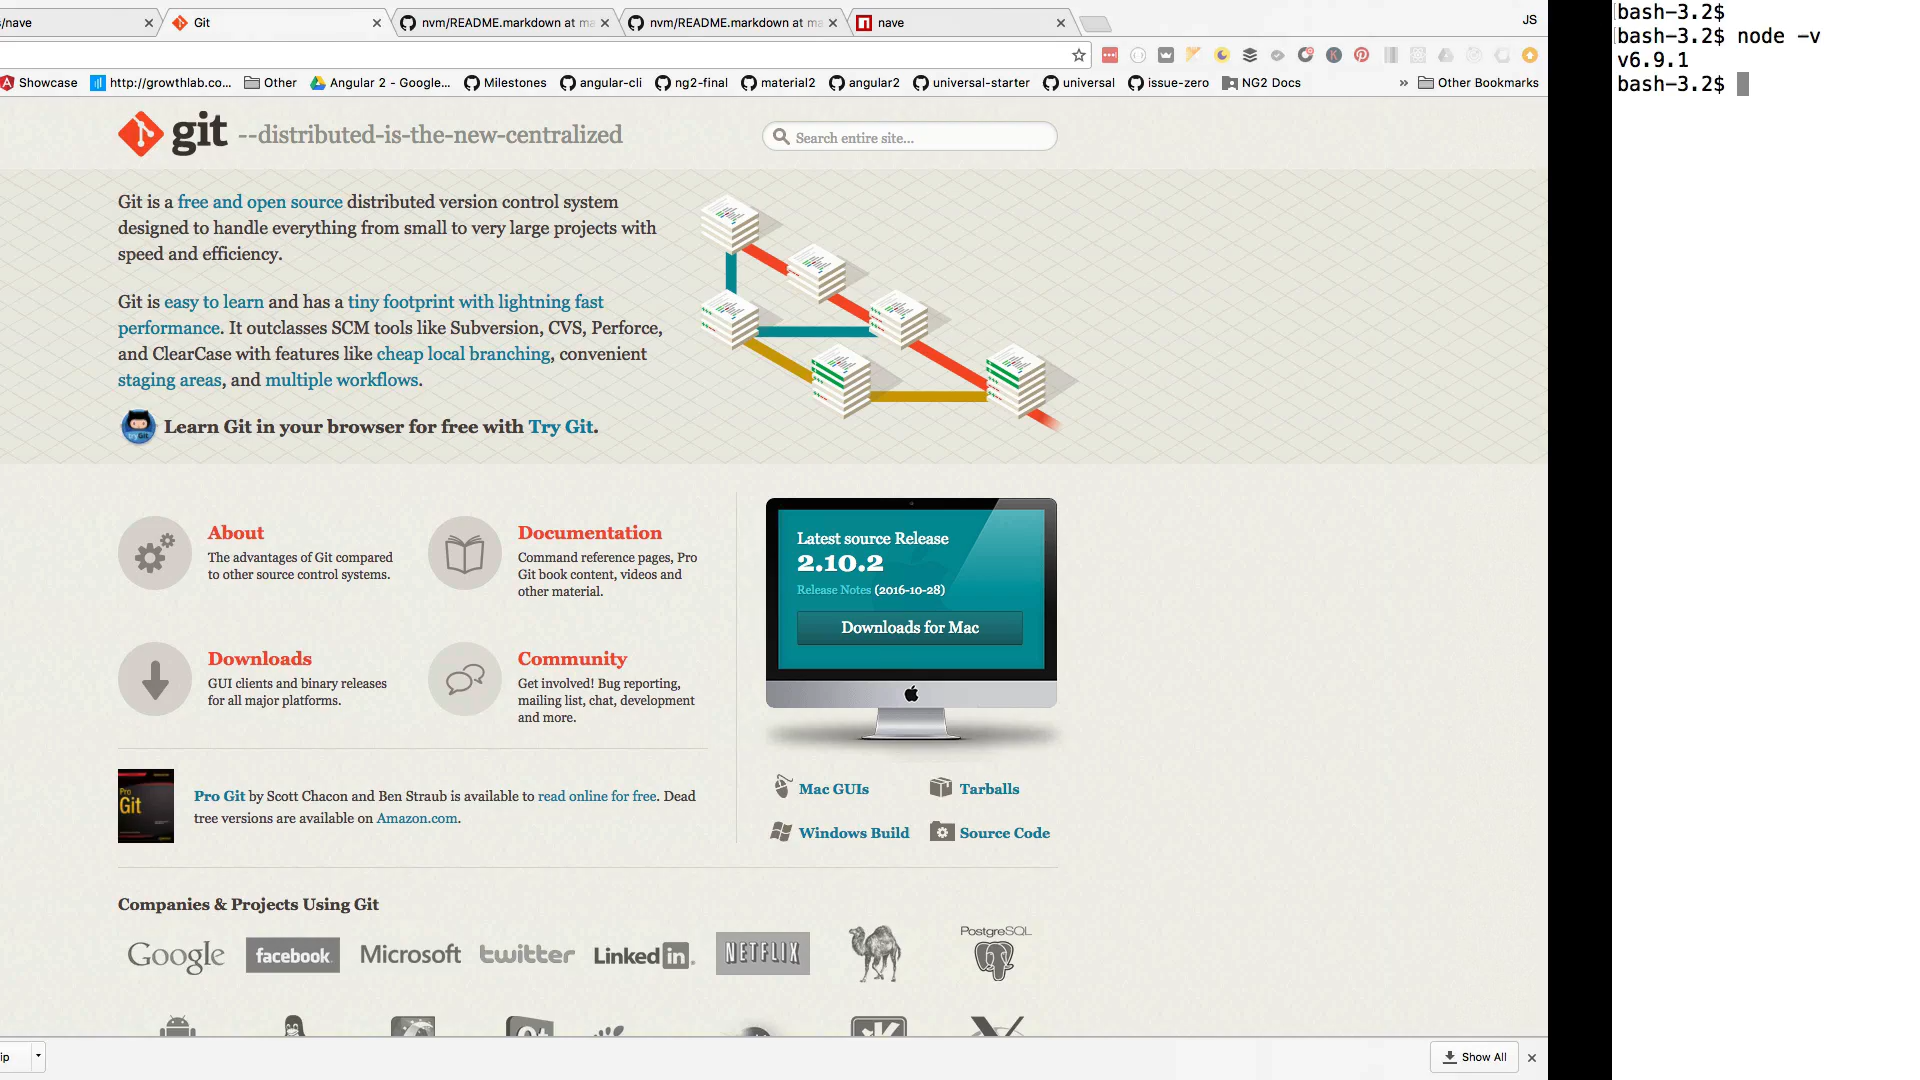 /nave
Git
nvm/README.markdown at ma
nvm/README.markdown at ma
nave
JS
Showcase
http://growthlab.co...
Other
Angular 2 - Google...
Milestones
angular-cli
ng2-final
material2
angular2
universal-starter
universal
issue-zero
NG2 Docs
»
Other Bookmarks
git --distributed-is-the-new-centralized
Search entire site...
Git is a free and open source distributed version control system
designed to handle everything from small to very large projects with
speed and efficiency.
Git is easy to learn and has a tiny footprint with lightning fast
performance. It outclasses SCM tools like Subversion, CVS, Perforce,
and ClearCase with features like cheap local branching, convenient
staging areas, and multiple workflows.
Learn Git in your browser for free with Try Git.
About
The advantages of Git compared
to other source control systems.
Documentation
Command reference pages, Pro
Git book content, videos and
other material.
Downloads
GUI clients and binary releases
for all major platforms.
Community
Get involved! Bug reporting,
mailing list, chat, development
and more.
Latest source Release
2.10.2
Release Notes (2016-10-28)
Downloads for Mac
Mac GUIs
Tarballs
Windows Build
Source Code
Pro
Git
Pro Git by Scott Chacon and Ben Straub is available to read online for free. Dead
tree versions are available on Amazon.com.
Companies & Projects Using Git
Google
facebook
Microsoft
twitter
Linked in
NETFLIX
PostgreSQL
ip
Show All
bash-3.2$
bash-3.2$ node -v
v6.9.1
bash-3.2$